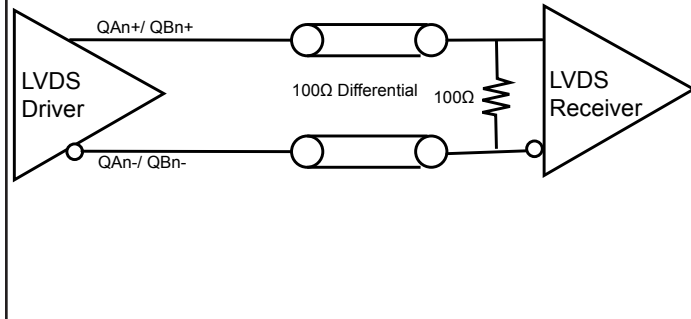 QAn+/ QBn+
LVDS
Driver
100Ω Differential
100Ω
LVDS
Receiver
QAn-/ QBn-